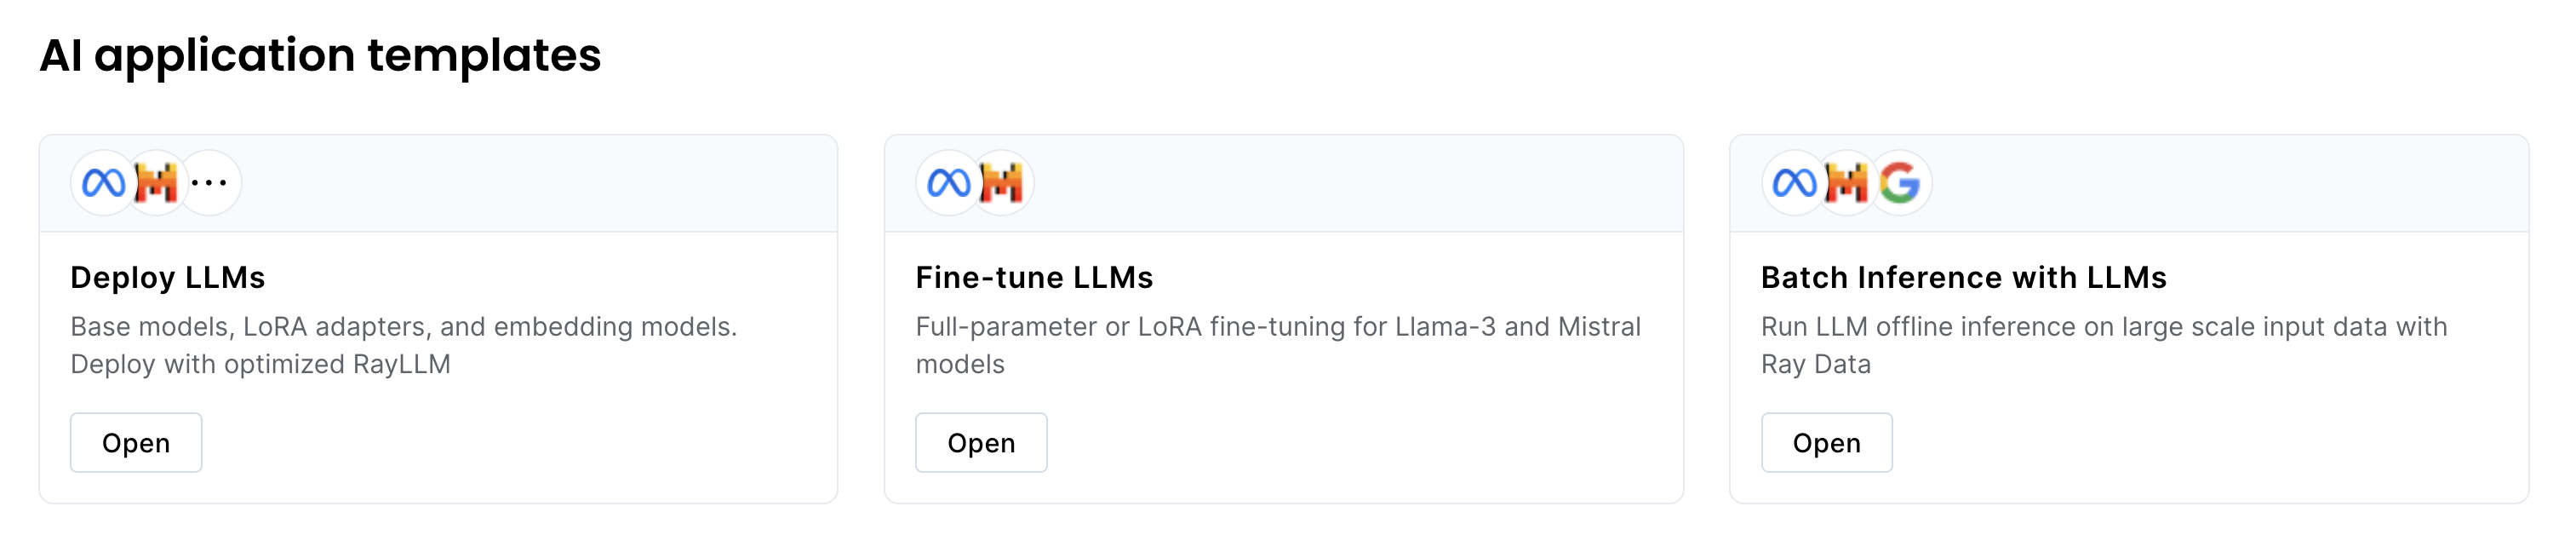 AI application templates
Deploy LLMs
Base models, LoRA adapters, and embedding models.
Deploy with optimized RayLLM
Open
Fine-tune LLMs
Full-parameter or LoRA fine-tuning for Llama-3 and Mistral
models
Open
Batch Inference with LLMs
Run LLM offline inference on large scale input data with
Ray Data
Open